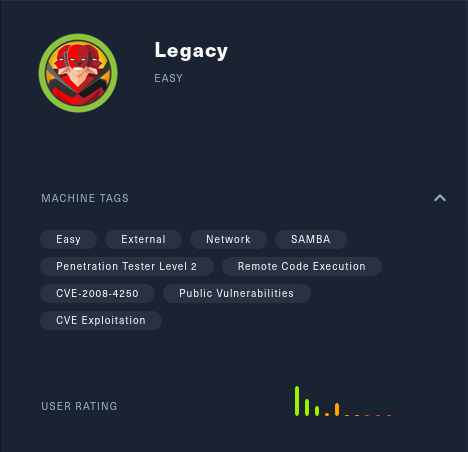 Legacy
EASY
MACHINE TAGS
Easy External Network SAMBA
Penetration Tester Level 2 Remote Code Execution
CVE-2008-4250 Public Vulnerabilities
CVE Exploitation
USER RATING